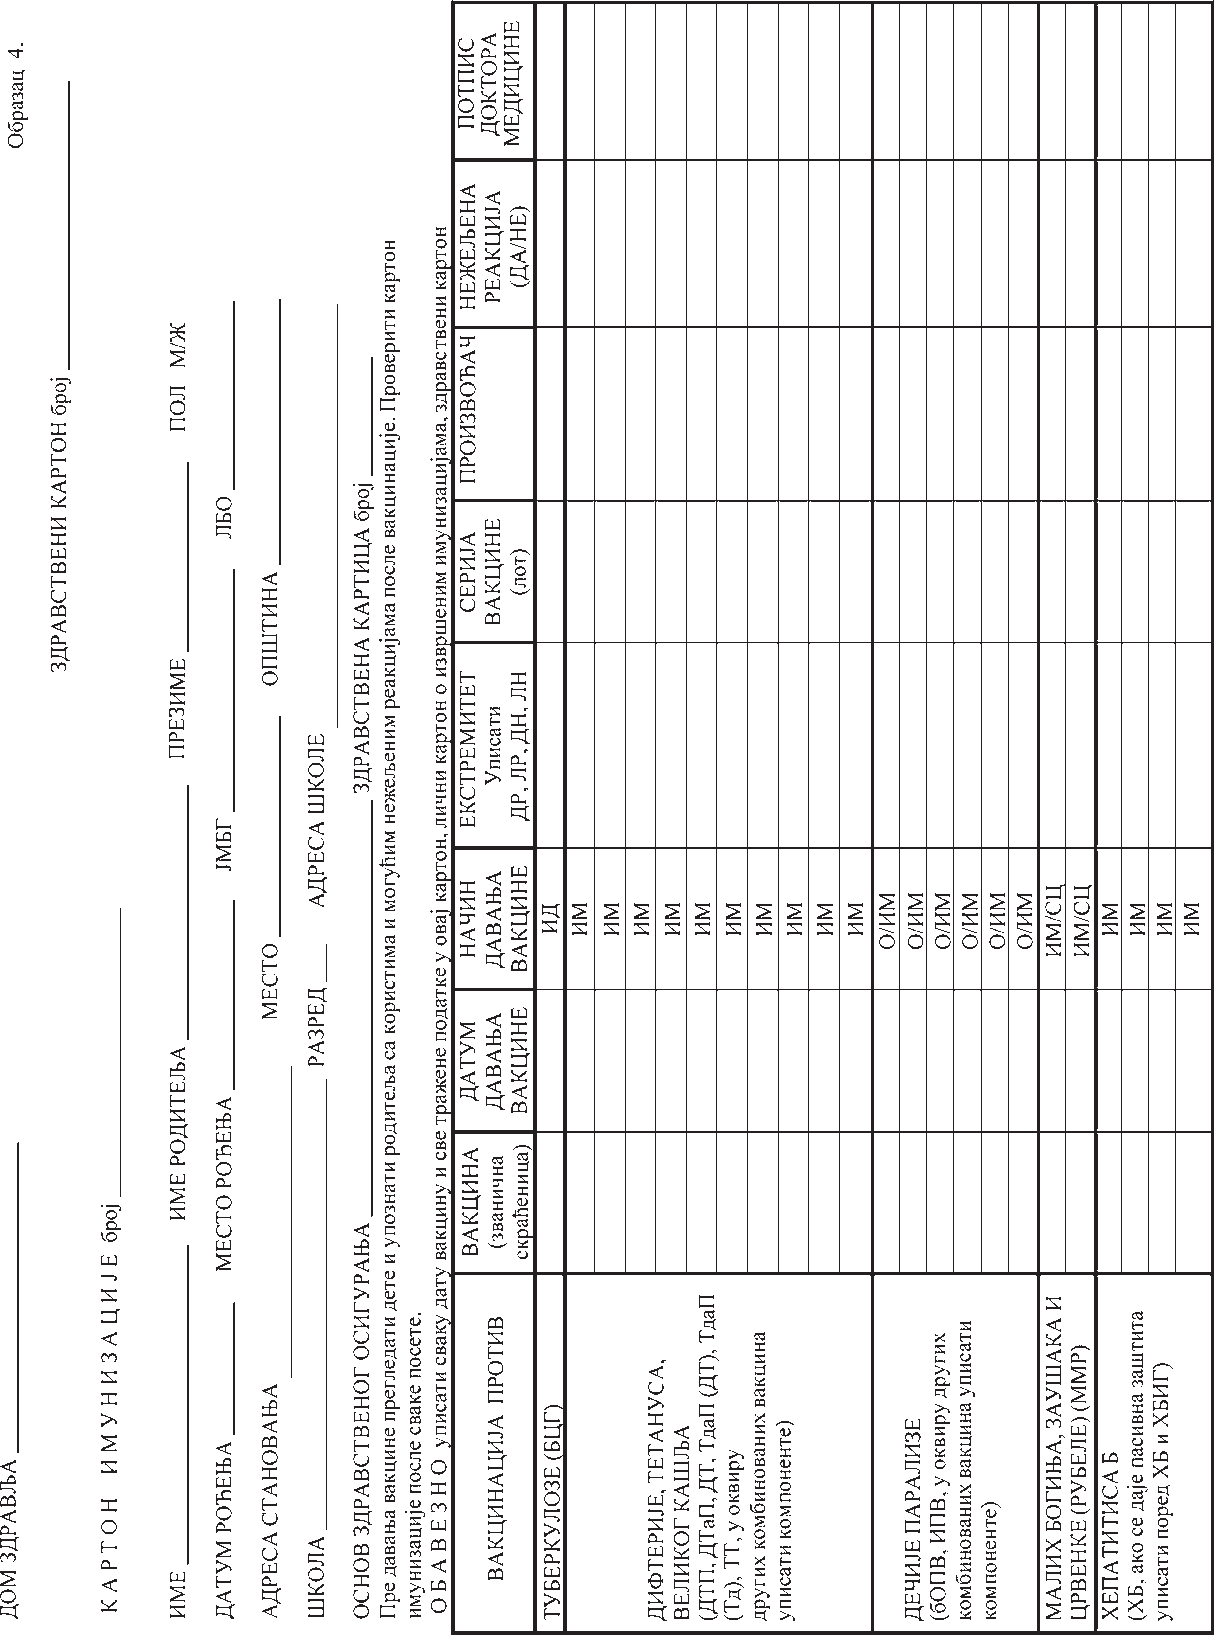 Образац 4.
ДОМ ЗДРАВЉА
ЗДРАВСТВЕНИ КАРТОН број
КАРТОН ИМУНИЗАЦИЈЕ број
ИМЕ ИМЕ РОДИТЕЉА ПРЕЗИМЕ ПОЛ М/Ж
ДАТУМ РОЂЕЊА МЕСТО РОЂЕЊА ЈМБГ ЛБО
АДРЕСА СТАНОВАЊА МЕСТО ОПШТИНА
ШКОЛА РАЗРЕД АДРЕСА ШКОЛЕ
ОСНОВ ЗДРАВСТВЕНОГ ОСИГУРАЊА ЗДРАВСТВЕНА КАРТИЦА број
Пре давања вакцине прегледати дете и упознати родитеља са користима и могућим нежељеним реакцијама после вакцинације. Проверити картон
имунизације после сваке посете.
ОБАВЕЗНО уписати сваку дату вакцину и све тражене податке у овај картон, лични картон о извршеним имунизацијама, здравствени картон
ВАКЦИНАЦИЈА ПРОТИВ
ВАКЦИНА
(званична
скраћеница)
ДАТУМ
ДАВАЊА
ВАКЦИНЕ
НАЧИН
ДАВАЊА
ВАКЦИНЕ
ЕКСТРЕМИТЕТ
Уписати
ДР, ЛР, ДН, ЛН
СЕРИЈА
ВАКЦИНЕ
(лот)
ПРОИЗВОЂАЧ
НЕЖЕЉЕНА
РЕАКЦИЈА
(ДА/НЕ)
ПОТПИС
ДОКТОРА
МЕДИЦИНЕ
ТУБЕРКУЛОЗЕ (БЦГ)
ИД
ДИФТЕРИЈЕ, ТЕТАНУСА,
ВЕЛИКОГ КАШЉА
(ДТП, ДТаП, ДТ, ТдаП (ДТ), ТдаП
(Тд), ТТ, у оквиру
других комбинованих вакцина
уписати компоненте)
ИМ
ИМ
ИМ
ИМ
ИМ
ИМ
ИМ
ИМ
ИМ
ИМ
ДЕЧИЈЕ ПАРАЛИЗЕ
(бОПВ, ИПВ, у оквиру других
комбинованих вакцина уписати
компоненте)
О/ИМ
О/ИМ
О/ИМ
О/ИМ
О/ИМ
О/ИМ
МАЛИХ БОГИЊА, ЗАУШАКА И
ЦРВЕНКЕ (РУБЕЛЕ) (ММР)
ИМ/СЦ
ИМ/СЦ
ХЕПАТИТИСА Б
(ХБ, ако се даје пасивна заштита
уписати поред ХБ и ХБИГ)
ИМ
ИМ
ИМ
ИМ